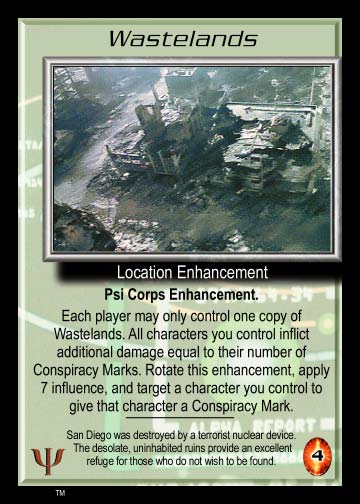 Wastelands
Location Enhancement
Psi Corps Enhancement.
Each player may only control one copy of
Wastelands. All characters you control inflict
additional damage equal to their number of
Conspiracy Marks. Rotate this enhancement, apply
7 influence, and target a character you control to
give that character a Conspiracy Mark.
San Diego was destroyed by a terrorist nuclear device.
The desolate, uninhabited ruins provide an excellent
refuge for those who do not wish to be found.
Ψ
4
TM
ALPHA REPORT